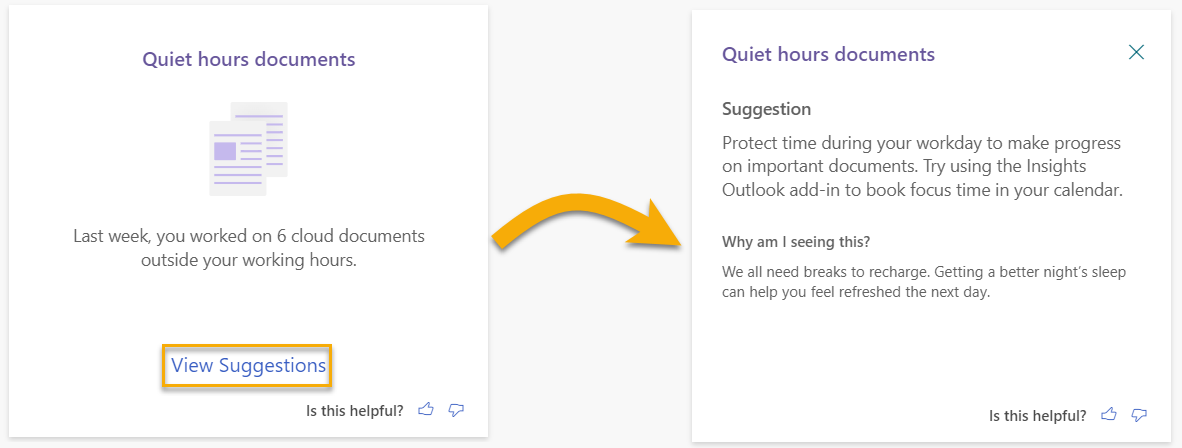 Quiet hours documents
Last week, you worked on 6 cloud documents
outside your working hours.
View Suggestions
Is this helpful?
Quiet hours documents
Suggestion
Protect time during your workday to make progress
on important documents. Try using the Insights
Outlook add-in to book focus time in your calendar.
Why am I seeing this?
We all need breaks to recharge. Getting a better night's sleep
can help you feel refreshed the next day.
Is this helpful?